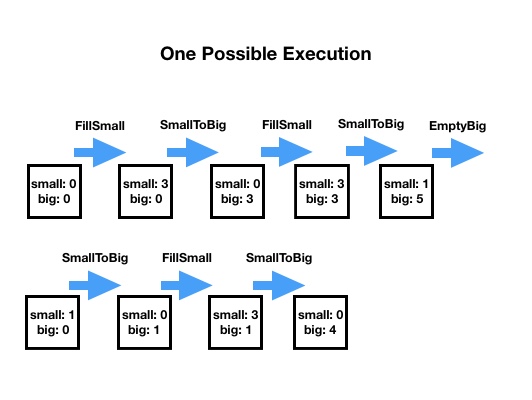 One Possible Execution
FillSmall SmallToBig FillSmall SmallToBig EmptyBig
small: 0 small: 3 small: 0 small: 3 small: 1
big: 0 big: 0 big: 3 big: 3 big: 5
SmallToBig FillSmall SmallToBig
small: 1 small: 0 small: 3 small: 0
big: 0 big: 1 big: 1 big: 4